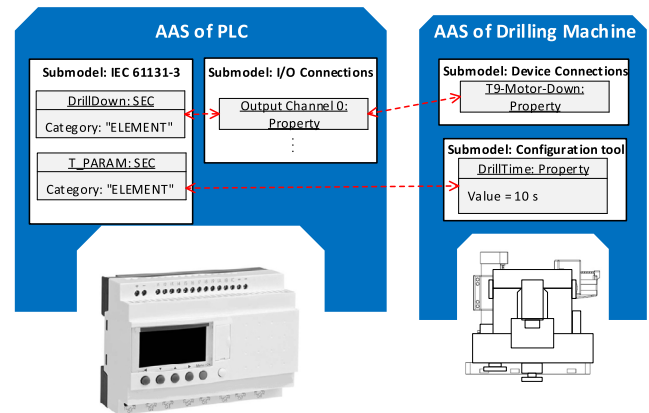 AAS of PLC
Submodel: IEC 61131-3
DrillDown: SEC
Category: "ELEMENT"
T_PARAM: SEC
Category: "ELEMENT"
Submodel: I/O Connections
Output Channel 0:
Property
AAS of Drilling Machine
Submodel: Device Connections
T9-Motor-Down:
Property
Submodel: Configuration tool
DrillTime: Property
Value = 10 s